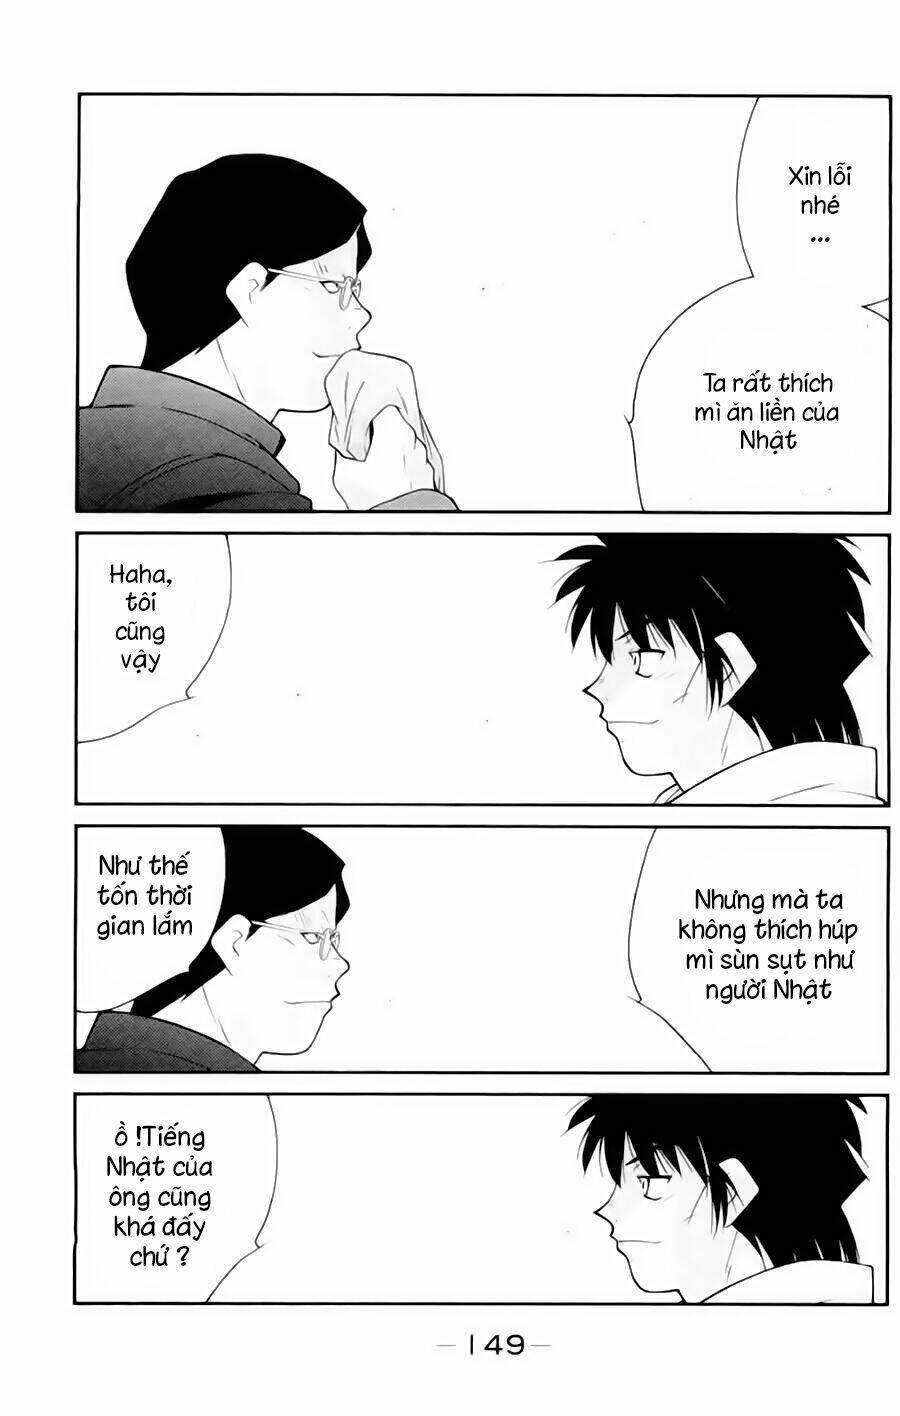 Xin lỗi
nhé
...
Ta rất thích
mì ăn liền của
Nhật
Haha,
tôi
cũng
vậy
Nhưng mà ta
không thích húp
mì sùn sụt như
người Nhật
Như thế
tốn thời
gian lắm
ồ !Tiếng
Nhật của
ông cũng
khá đấy
chứ ?
— 149 —